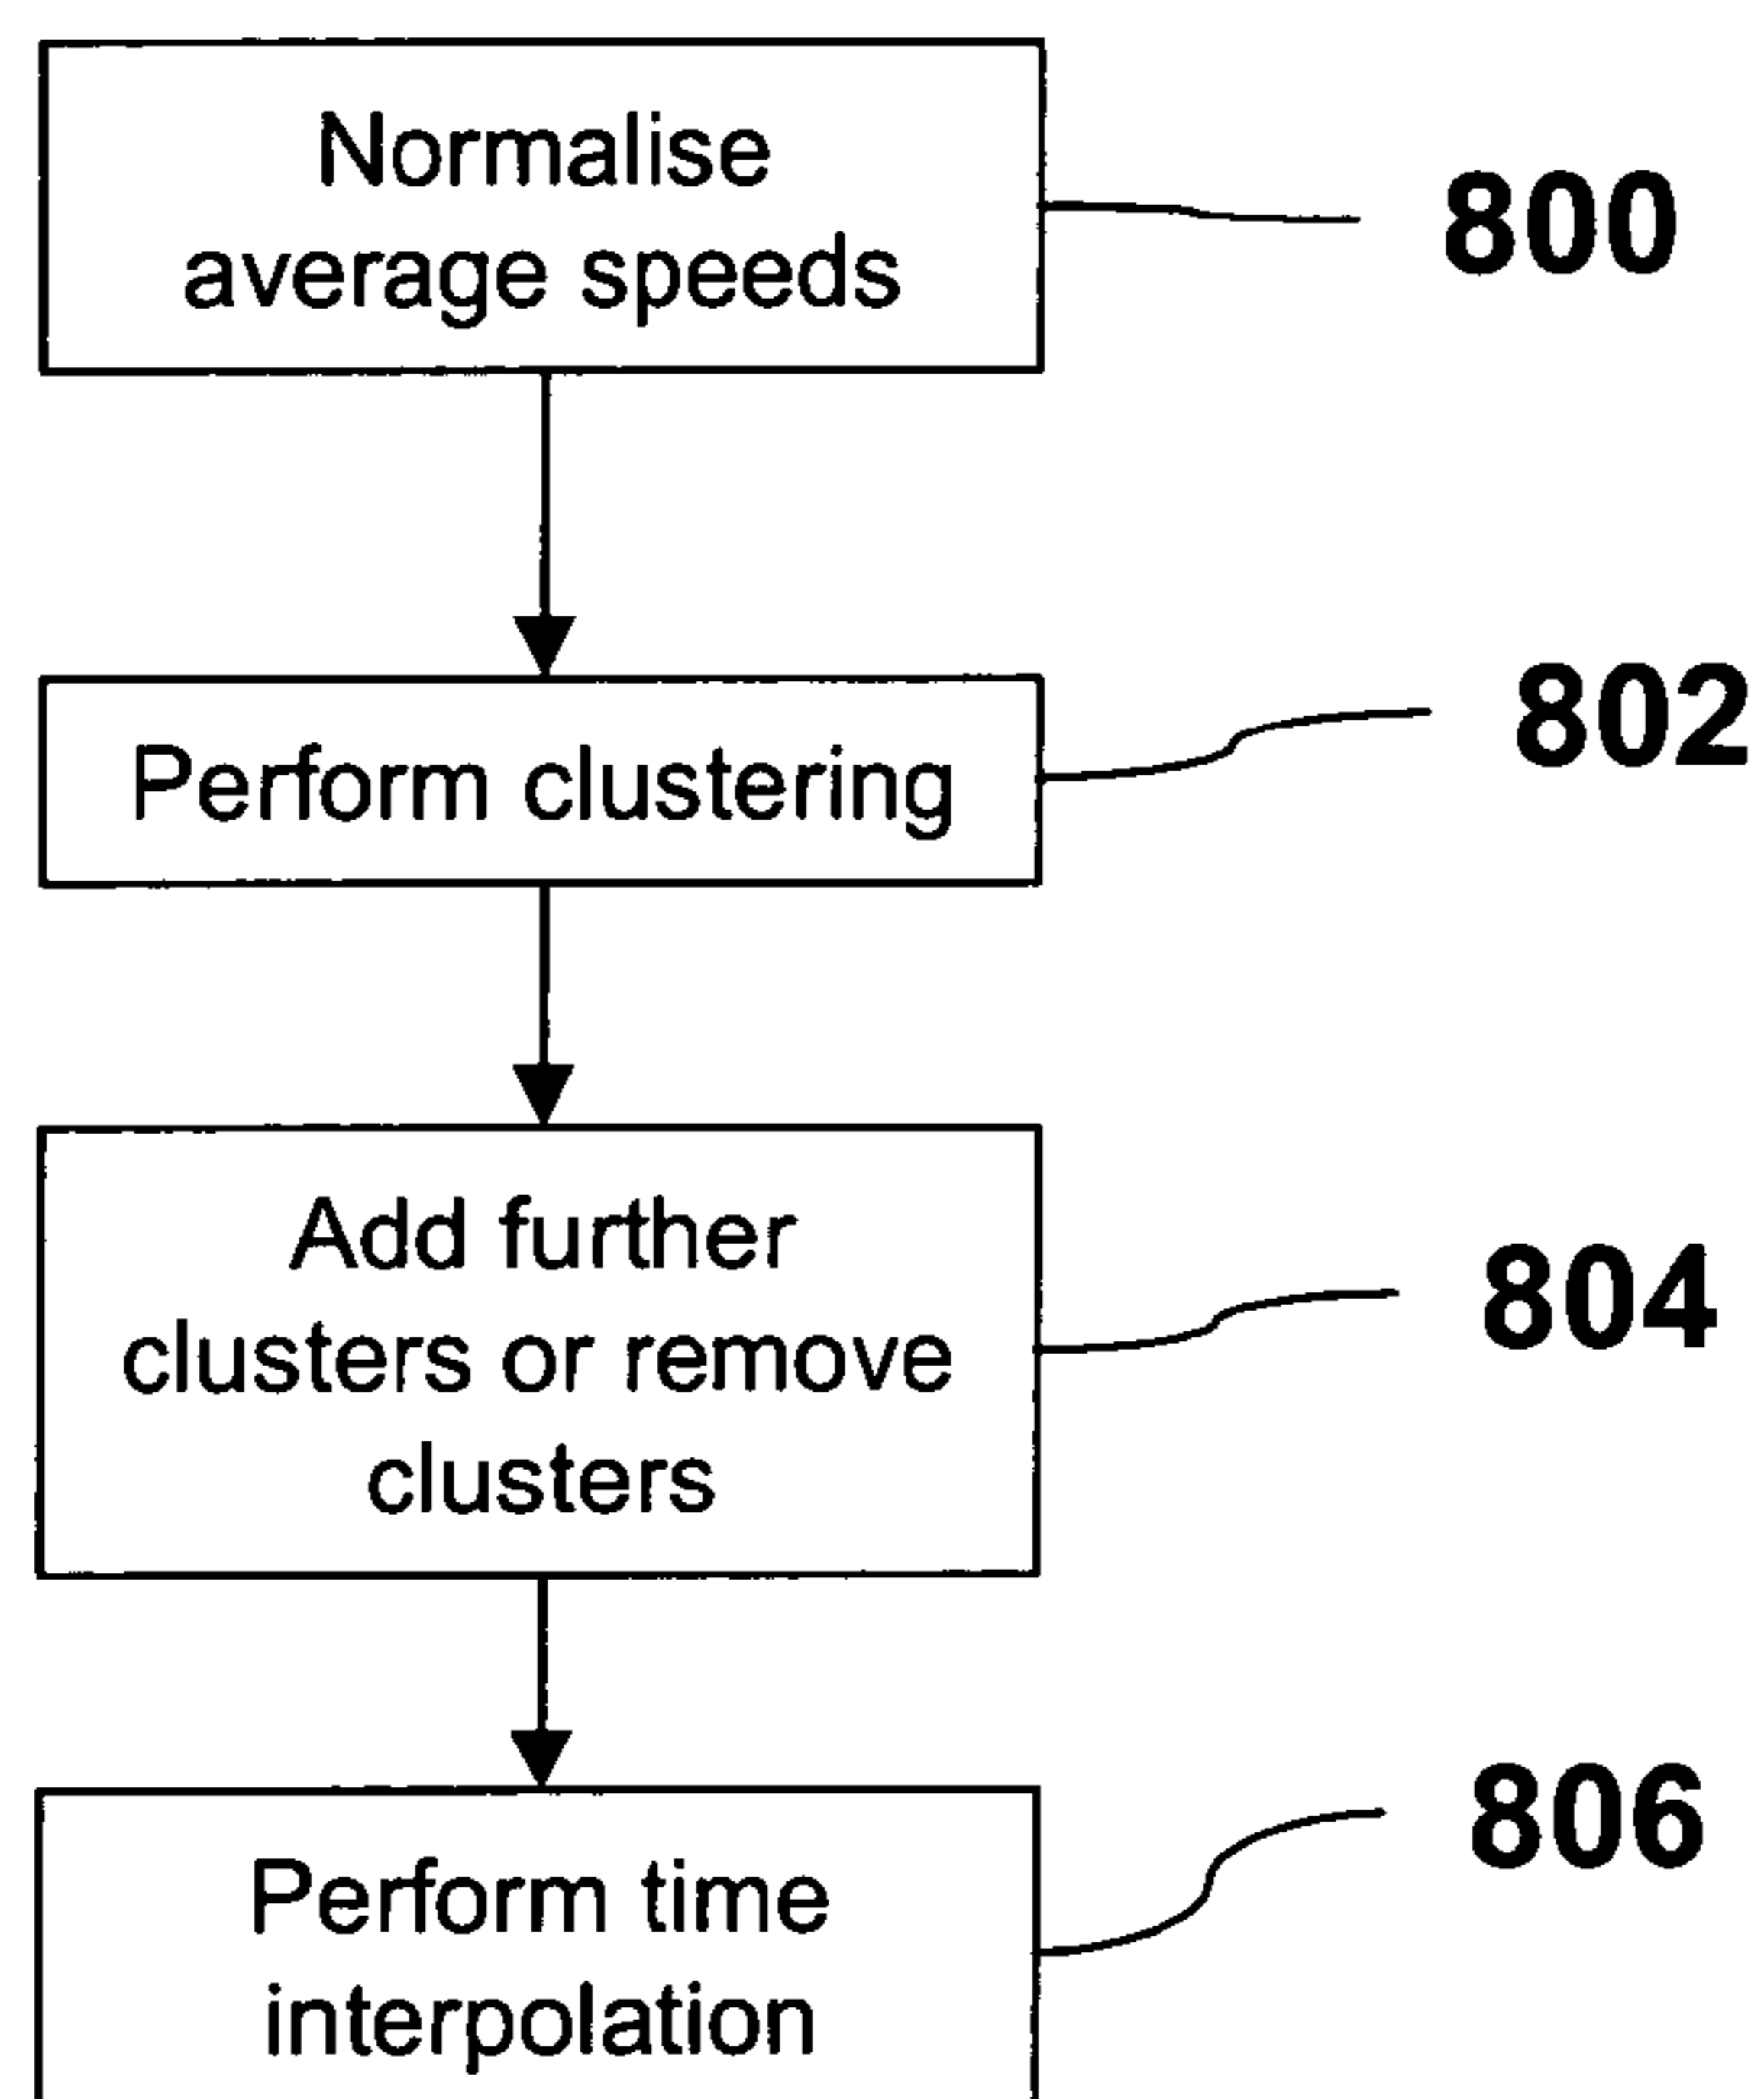 Normalise
average speeds
800
Perform clustering
802
Add further
clusters or remove
clusters
804
Perform time
interpolation
806